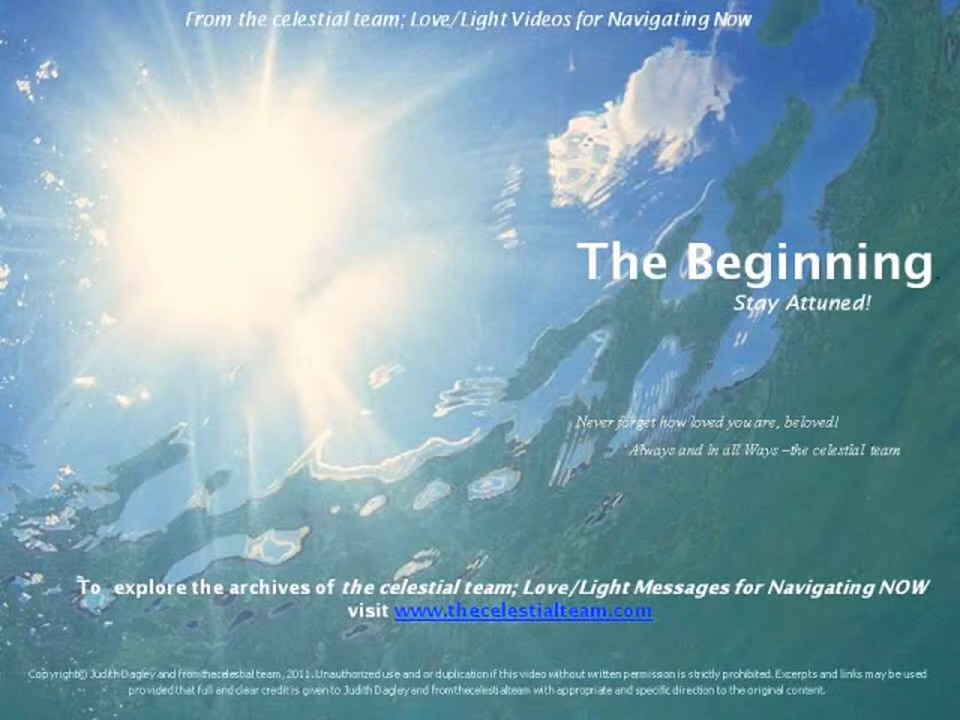 From the celestial team; Love/Light Videos for Navigating Now
The Beginning
Stay Attuned!
Never forget how loved you are, beloved!
Always and in all Ways –the celestial team
To explore the archives of the celestial team; Love/Light Messages for Navigating NOW
visit www.thecelestialteam.com
Copyright© Judith Dagley and fromthecelestial team, 2011. Unauthorized use and or duplication if this video without written permission is strictly prohibited. Excerpts and links may be used
provided that full and clear credit is given to Judith Dagley and fromthecelestialteam with appropriate and specific direction to the original content.